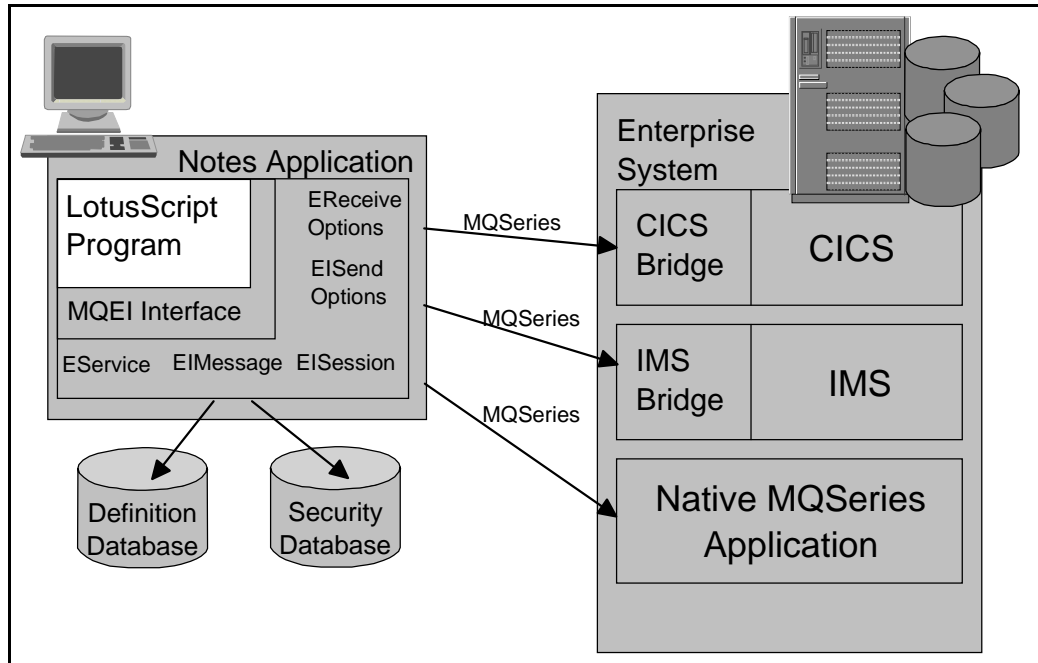 Notes Application
LotusScript
Program
MQEI Interface
EReceive
Options
EISend
Options
EService
EIMessage
EISession
Definition
Database
Security
Database
MQSeries
MQSeries
MQSeries
Enterprise
System
CICS
Bridge
CICS
IMS
Bridge
IMS
Native MQSeries
Application